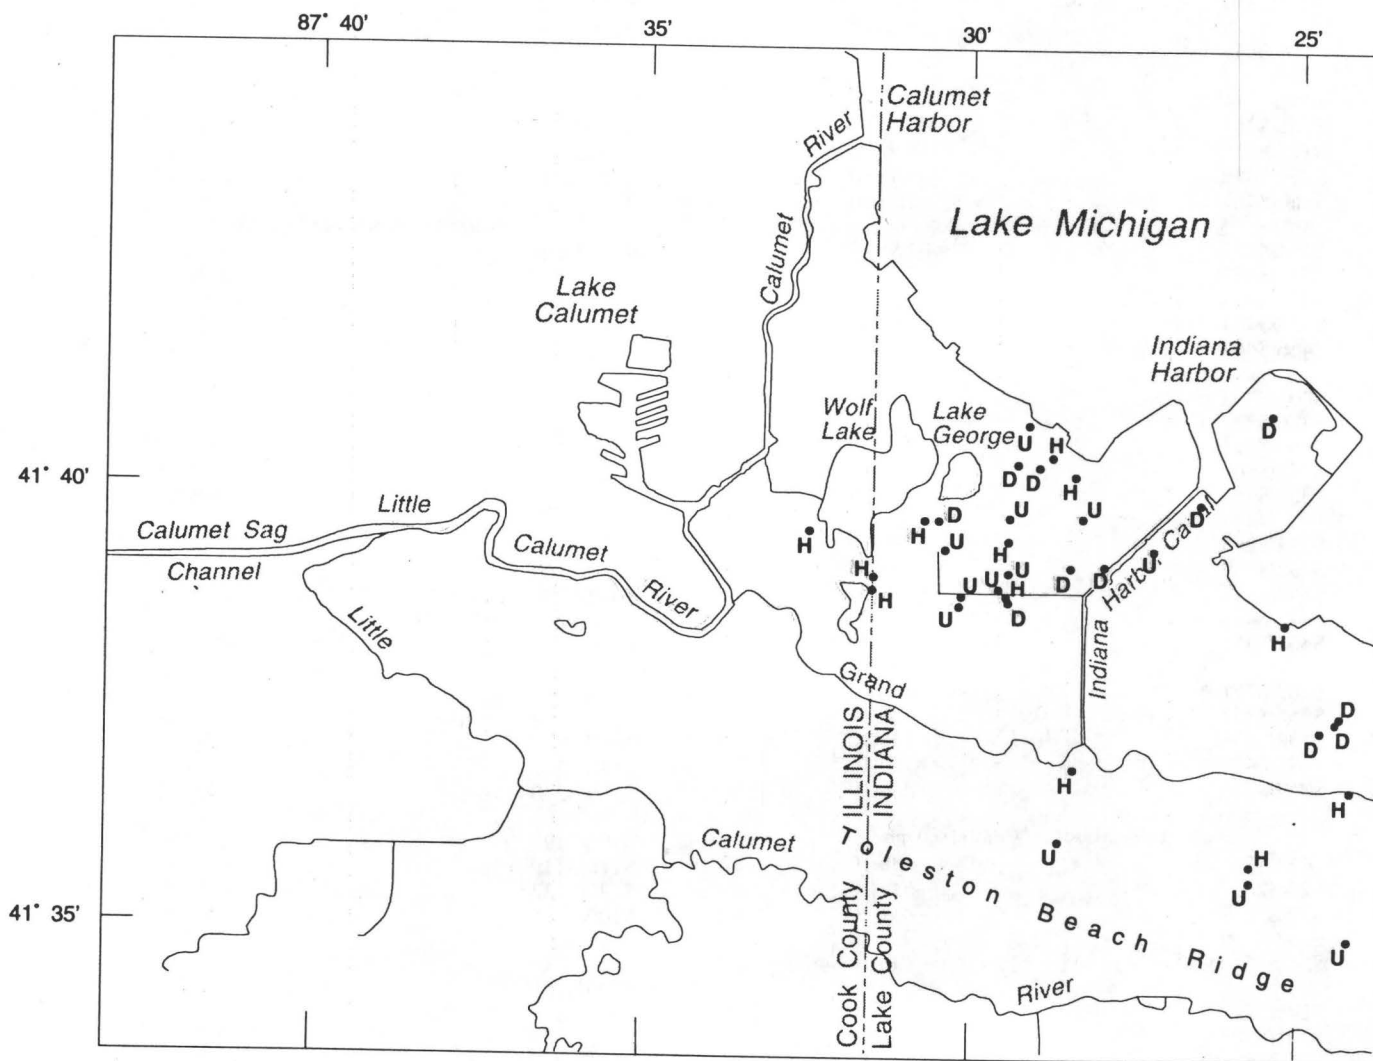 87° 40'
35'
30'
25'
Calumet
Harbor
River
Lake Michigan
Calumet
Lake
Calumet
Indiana
Harbor
Wolf
Lake
Lake
George
U
H
D
D
D
H
41° 40'
Little
Calumet Sag
Channel
H
D
U
U
D
H
U
H
Calumet
H
U
U
H
D
D
U
Harbor Canal
River
H
U
U
D
Little
H
Indiana
Grand
ILLINOIS
INDIANA
D
D
D
H
H
Calumet
Toleston Beach Ridge
U
H
U
41° 35'
U
Cook County
Lake County
River